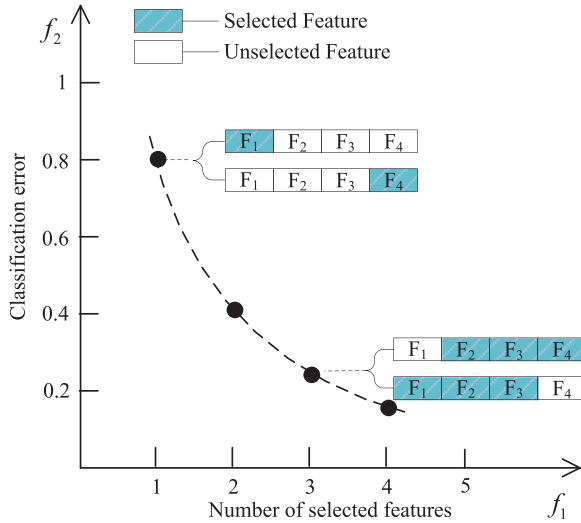 f2
Selected Feature
Unselected Feature
1
0.8
0.6
0.4
0.2
Classification error
F1 F2 F3 F4
F1 F2 F3 F4
F1 F2 F3 F4
F1 F2 F3 F4
1 2 3 4 5
Number of selected features
f1